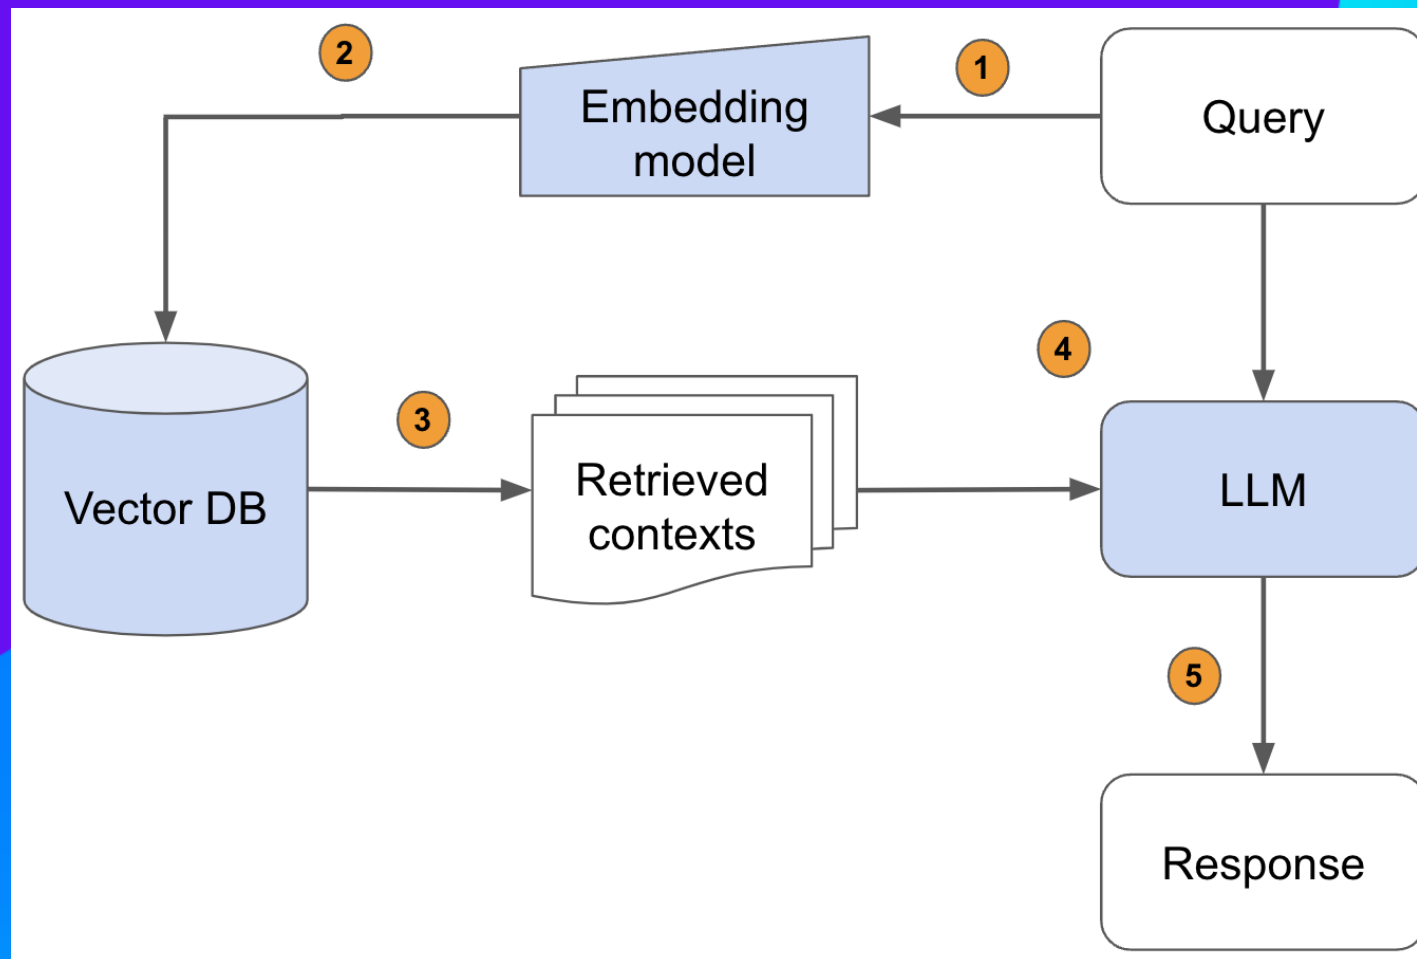 2
1
Embedding
model
Query
4
3
Vector DB
Retrieved
contexts
LLM
5
Response